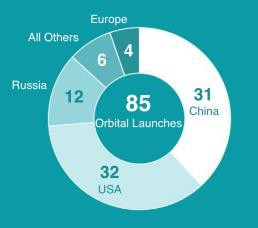 Europe
All Others
4
6
Russia
12
85
Orbital Launches
31
China
32
USA